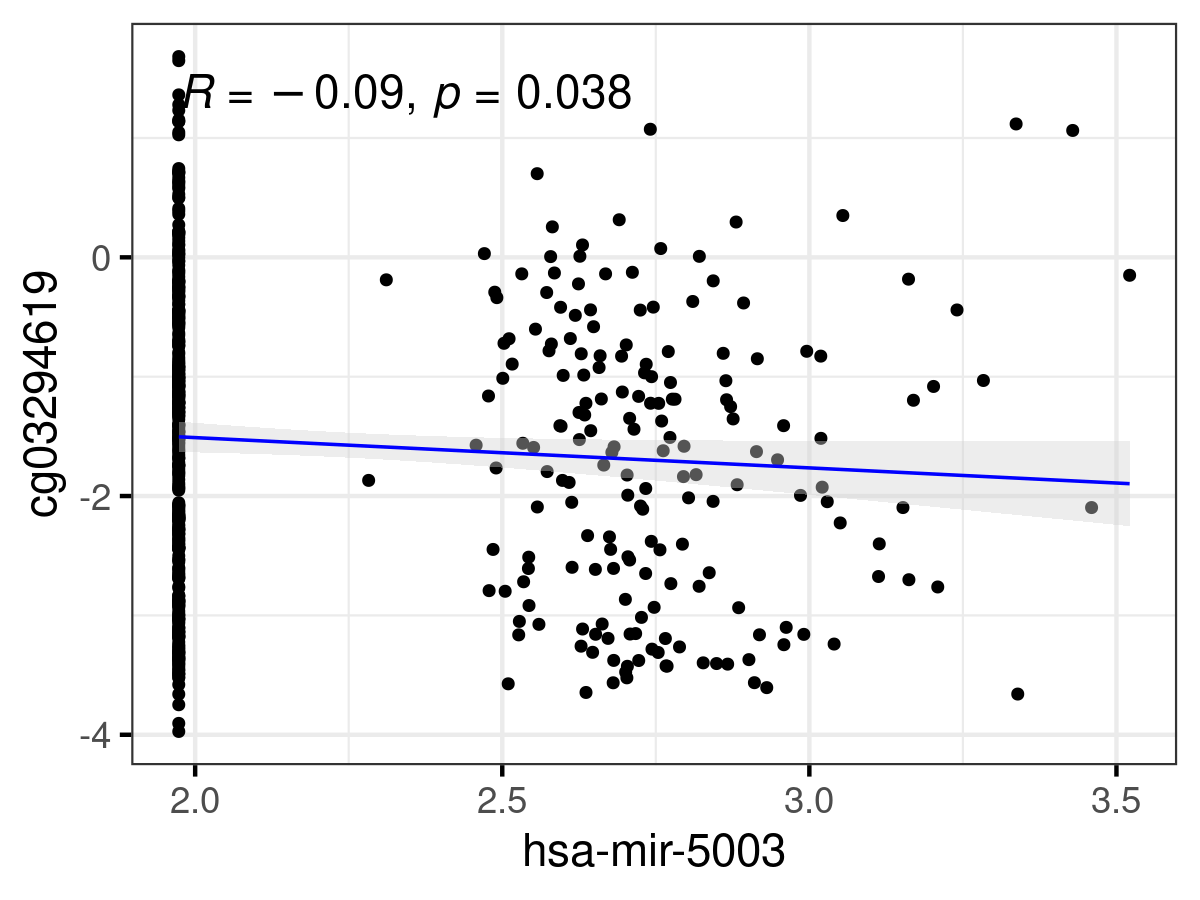 R = − 0.09, p = 0.038
cg03294619
0
-2
-4
2.0 2.5 3.0 3.5
hsa-mir-5003